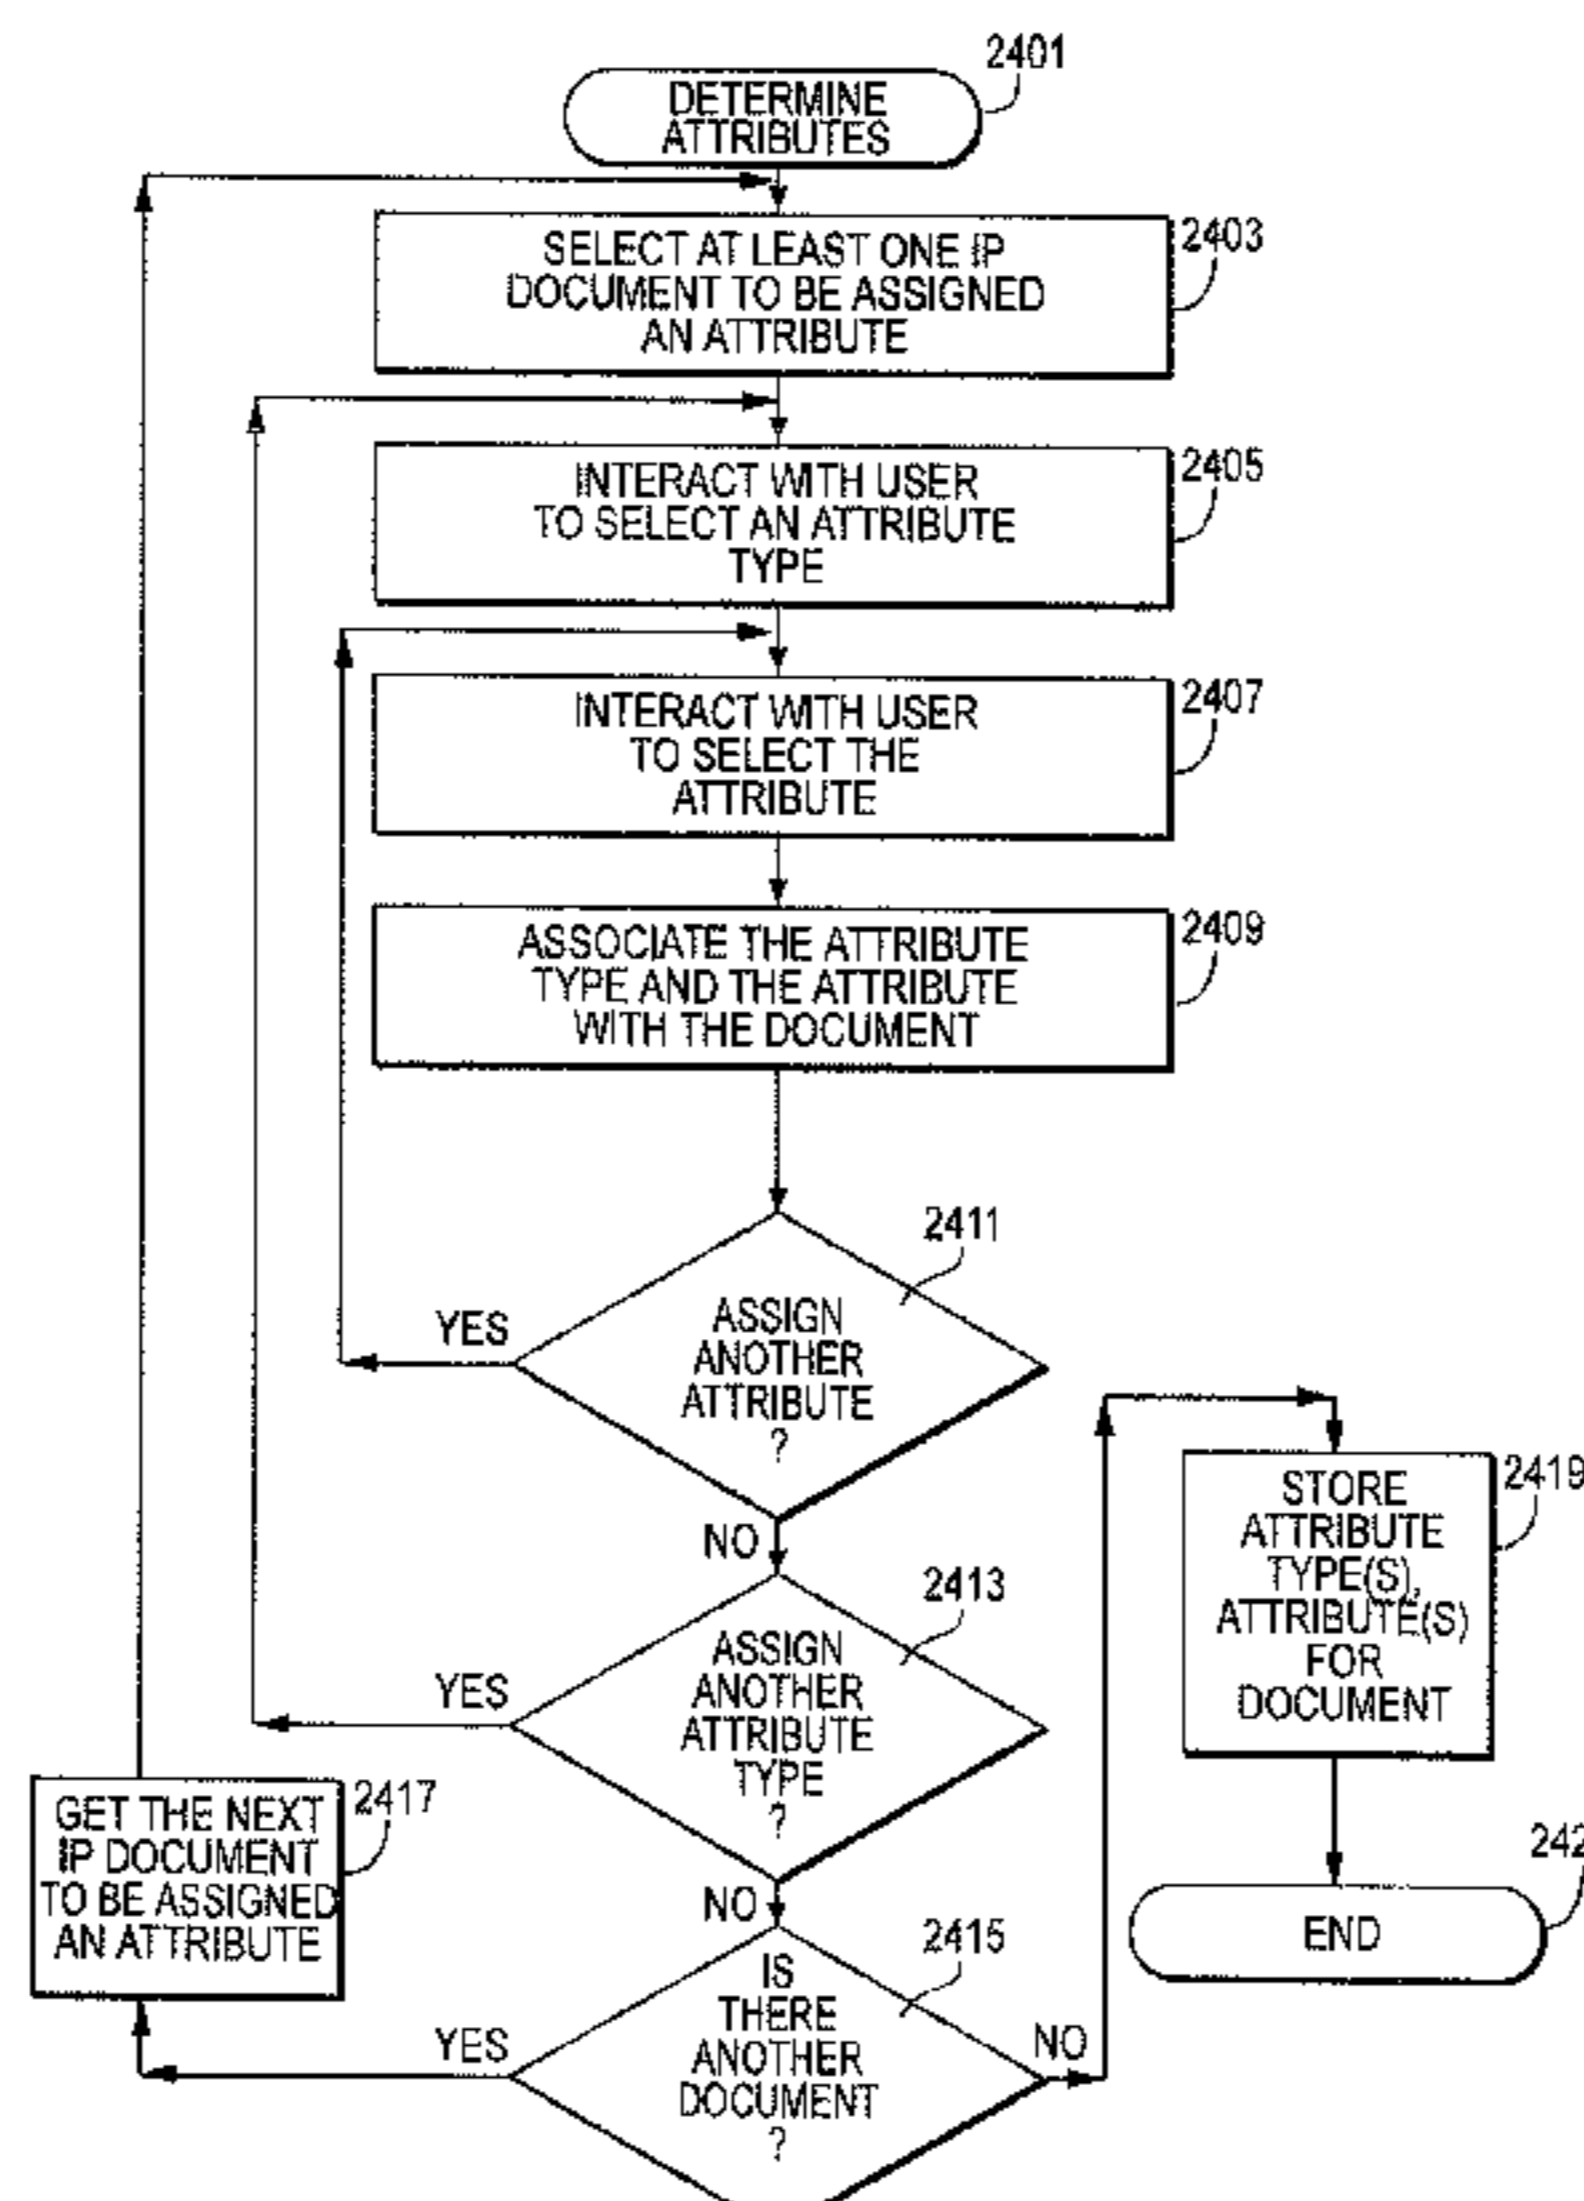 2401
DETERMINE
ATTRIBUTES
2403
SELECT AT LEAST ONE IP
DOCUMENT TO BE ASSIGNED
AN ATTRIBUTE
2405
INTERACT WITH USER
TO SELECT AN ATTRIBUTE
TYPE
2407
INTERACT WITH USER
TO SELECT THE
ATTRIBUTE
2409
ASSOCIATE THE ATTRIBUTE
TYPE AND THE ATTRIBUTE
WITH THE DOCUMENT
2411
YES
ASSIGN
ANOTHER
ATTRIBUTE
?
NO
2413
YES
ASSIGN
ANOTHER
ATTRIBUTE
TYPE
?
NO
2417
GET THE NEXT
IP DOCUMENT
TO BE ASSIGNED
AN ATTRIBUTE
2415
YES
IS
THERE
ANOTHER
DOCUMENT
?
NO
2419
STORE
ATTRIBUTE
TYPE(S),
ATTRIBUTE(S)
FOR
DOCUMENT
242
END